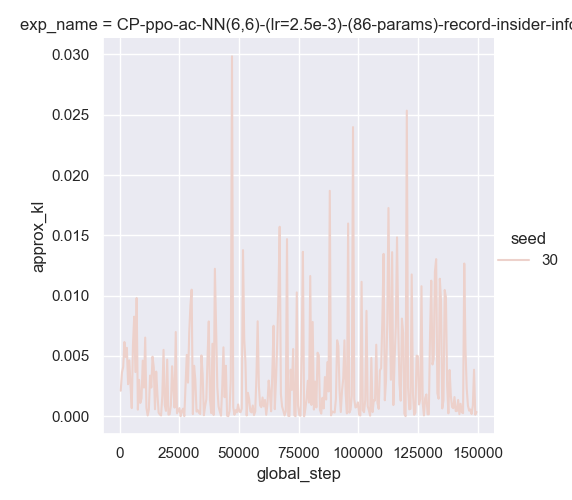 exp_name = CP-ppo-ac-NN(6,6)-(lr=2.5e-3)-(86-params)-record-insider-info
0.030
0.025
0.020
0.015
0.010
0.005
0.000
approx_kl
0 25000 50000 75000 100000 125000 150000
global_step
seed
30